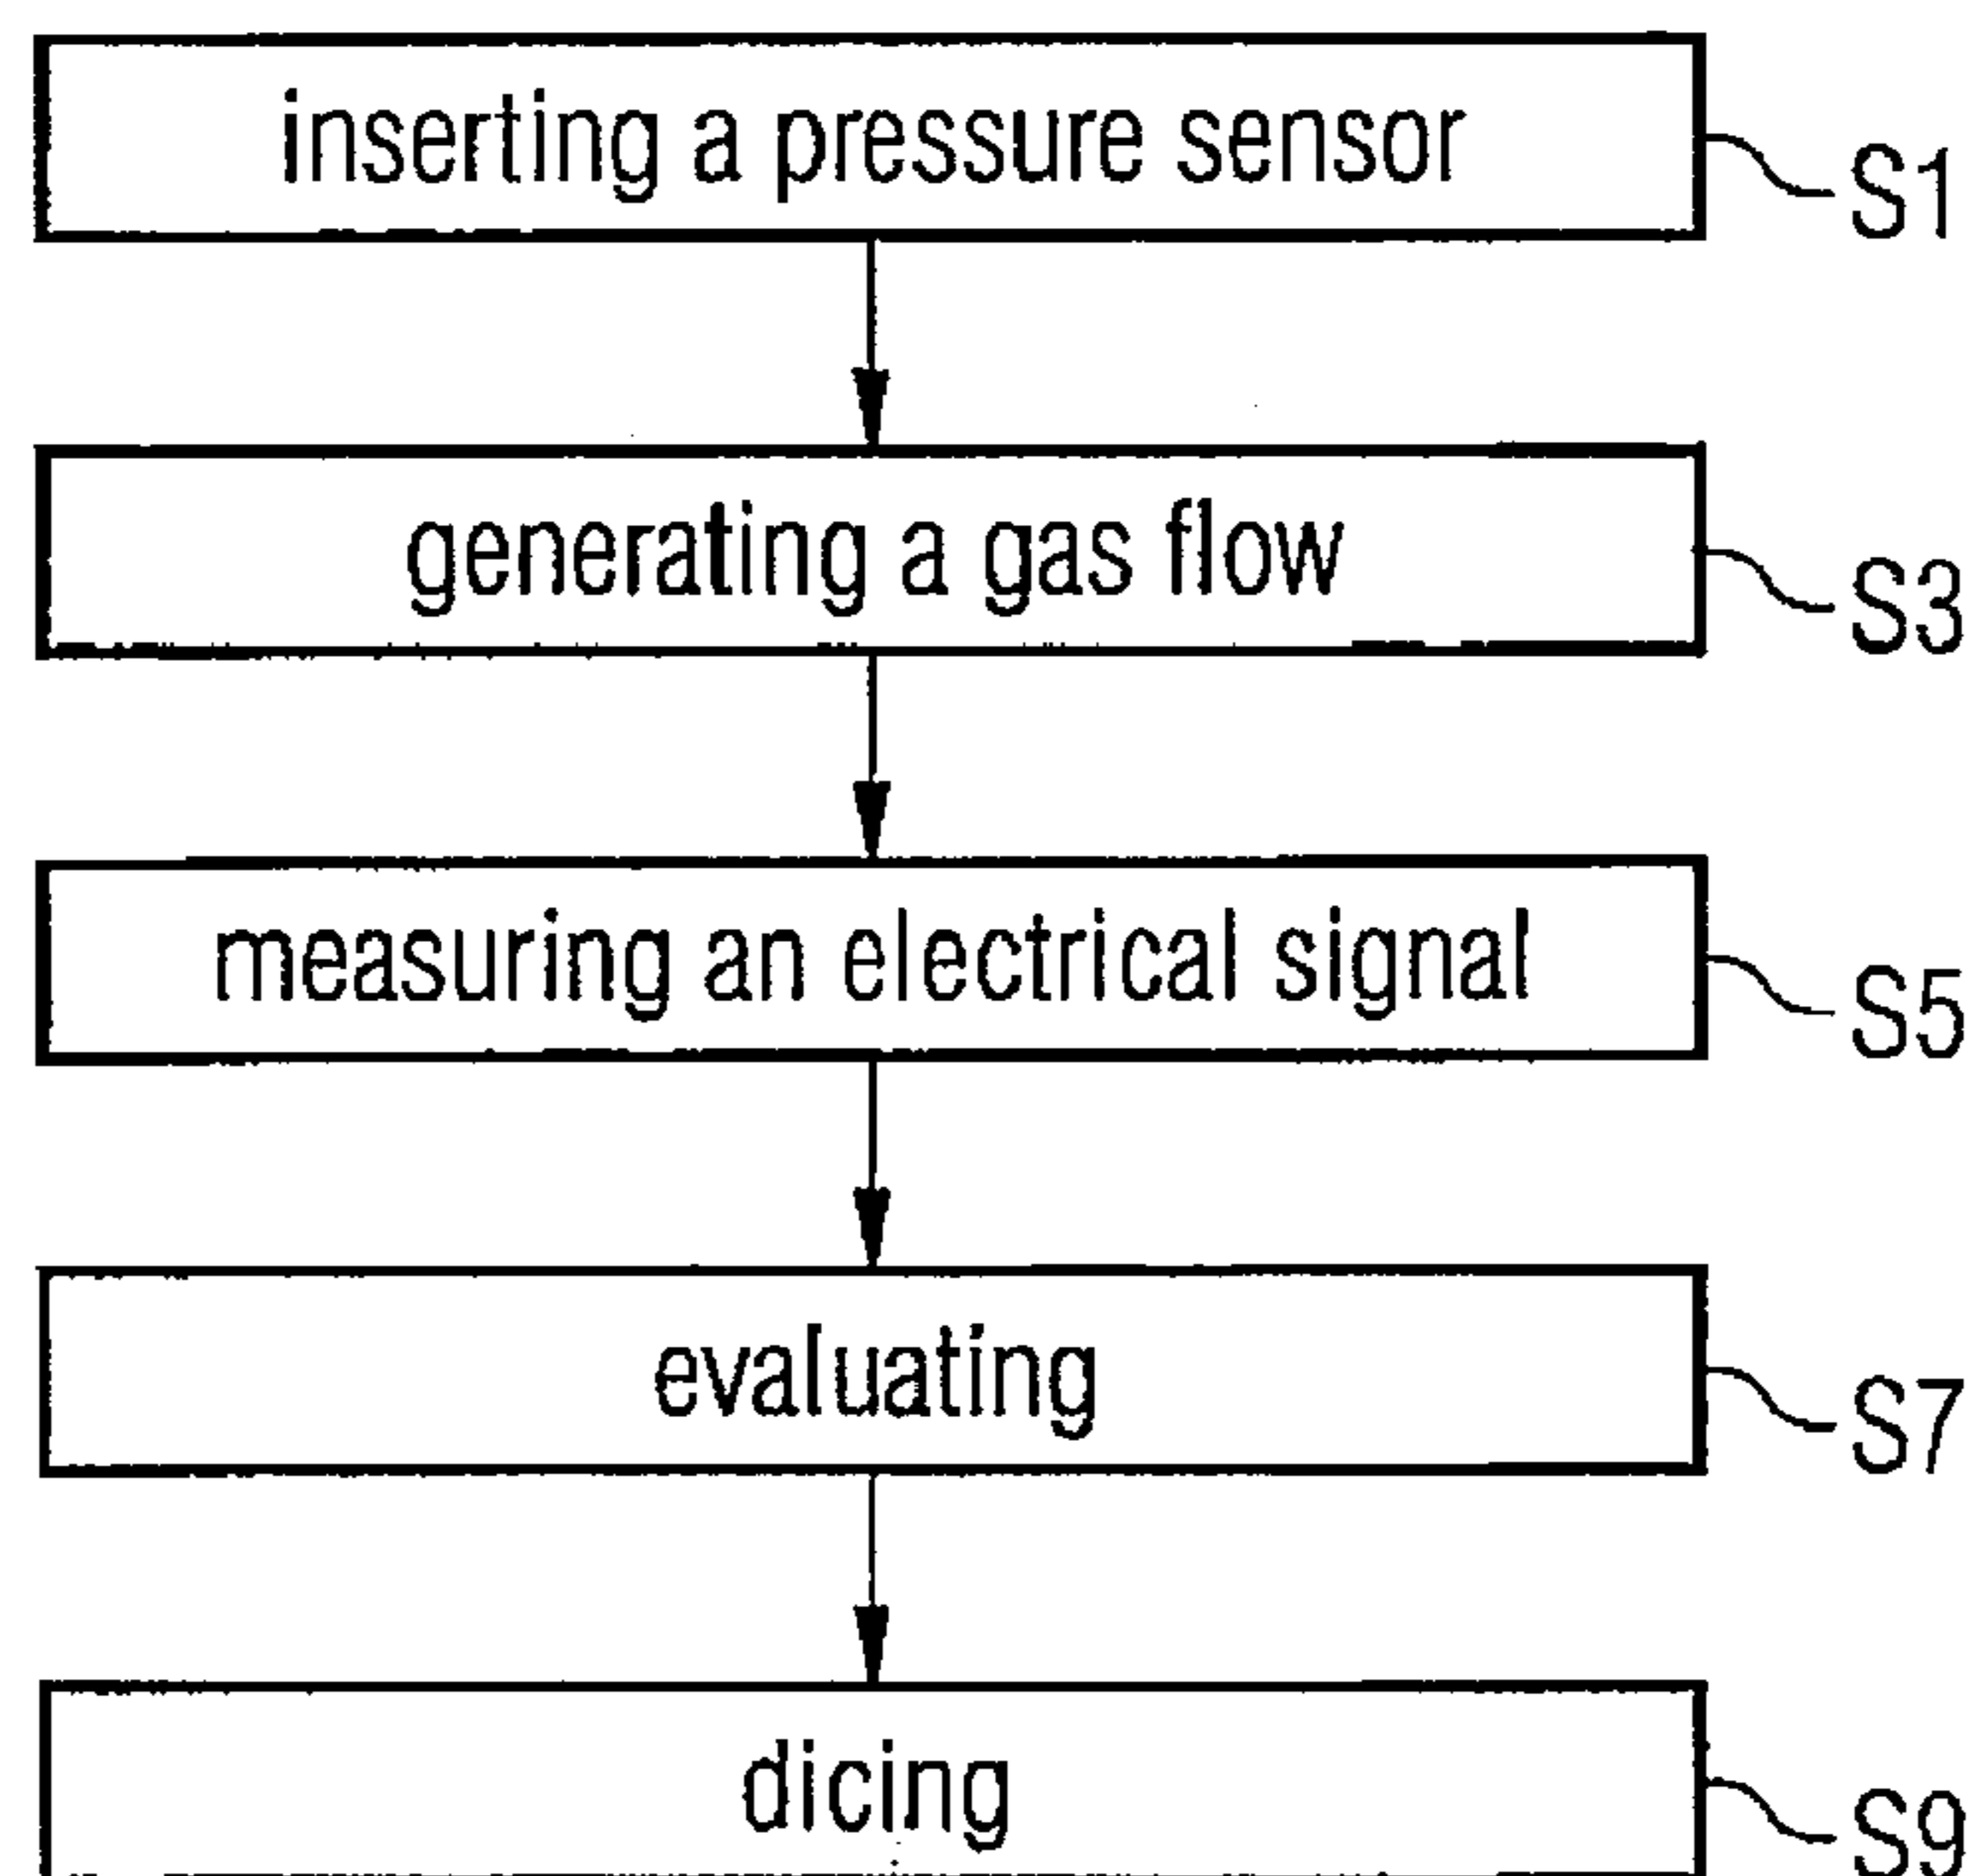 inserting a pressure sensor
S1
generating a gas flow
S3
measuring an electrical signal
S5
evaluating
S7
dicing
S9